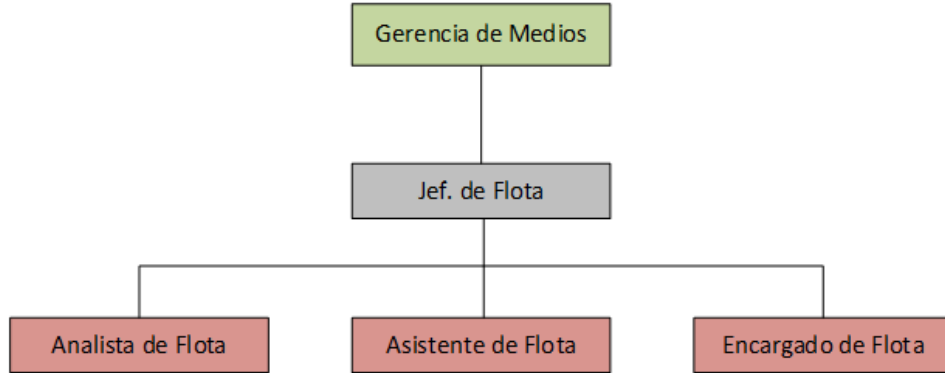 Gerencia de Medios
Jef. de Flota
Analista de Flota
Asistente de Flota
Encargado de Flota